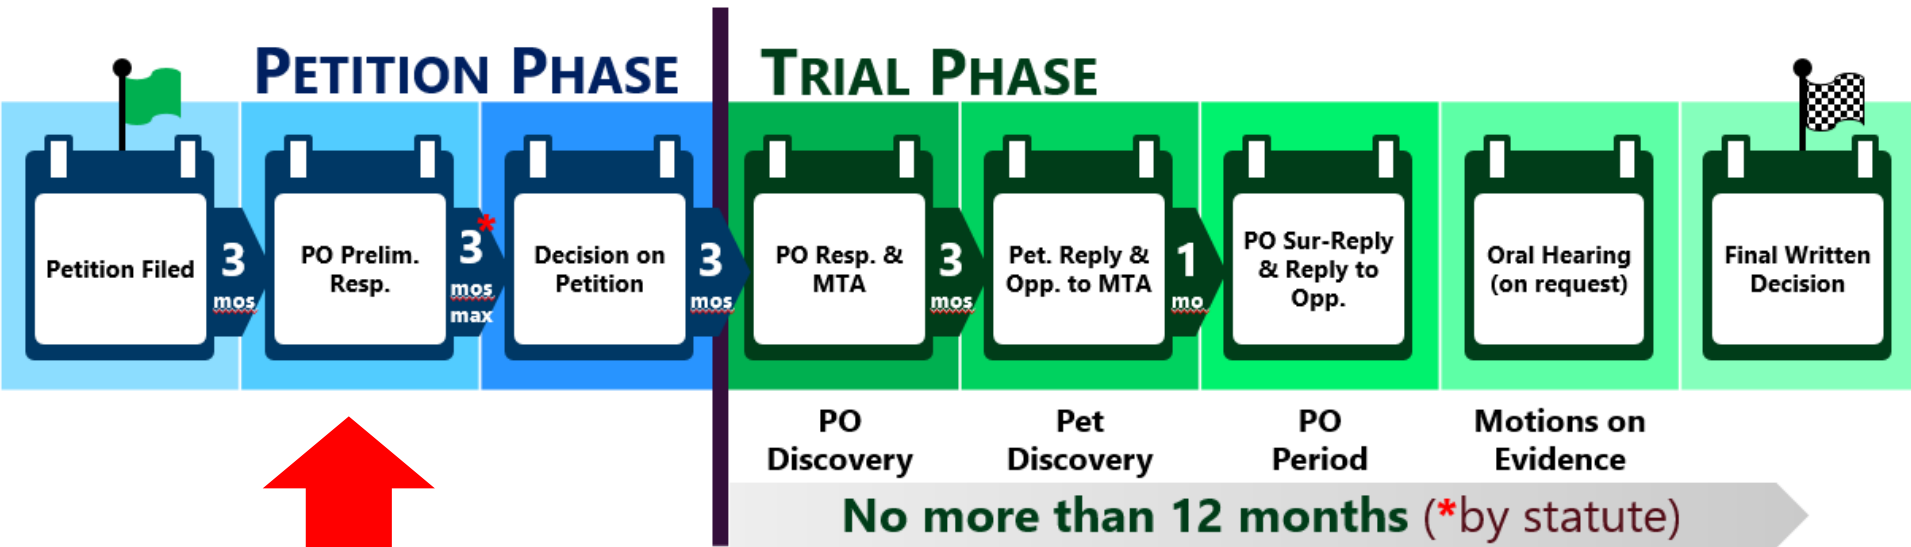 PETITION PHASE
TRIAL PHASE
Petition Filed
3
mos
PO Prelim.
Resp.
3*
mos
max
Decision on
Petition
3
mos
PO Resp. &
MTA
3
mos
Pet. Reply &
Opp. to MTA
1
mo
PO Sur-Reply
& Reply to
Opp.
Oral Hearing
(on request)
Final Written
Decision
PO
Discovery
Pet
Discovery
PO
Period
Motions on
Evidence
No more than 12 months (*by statute)